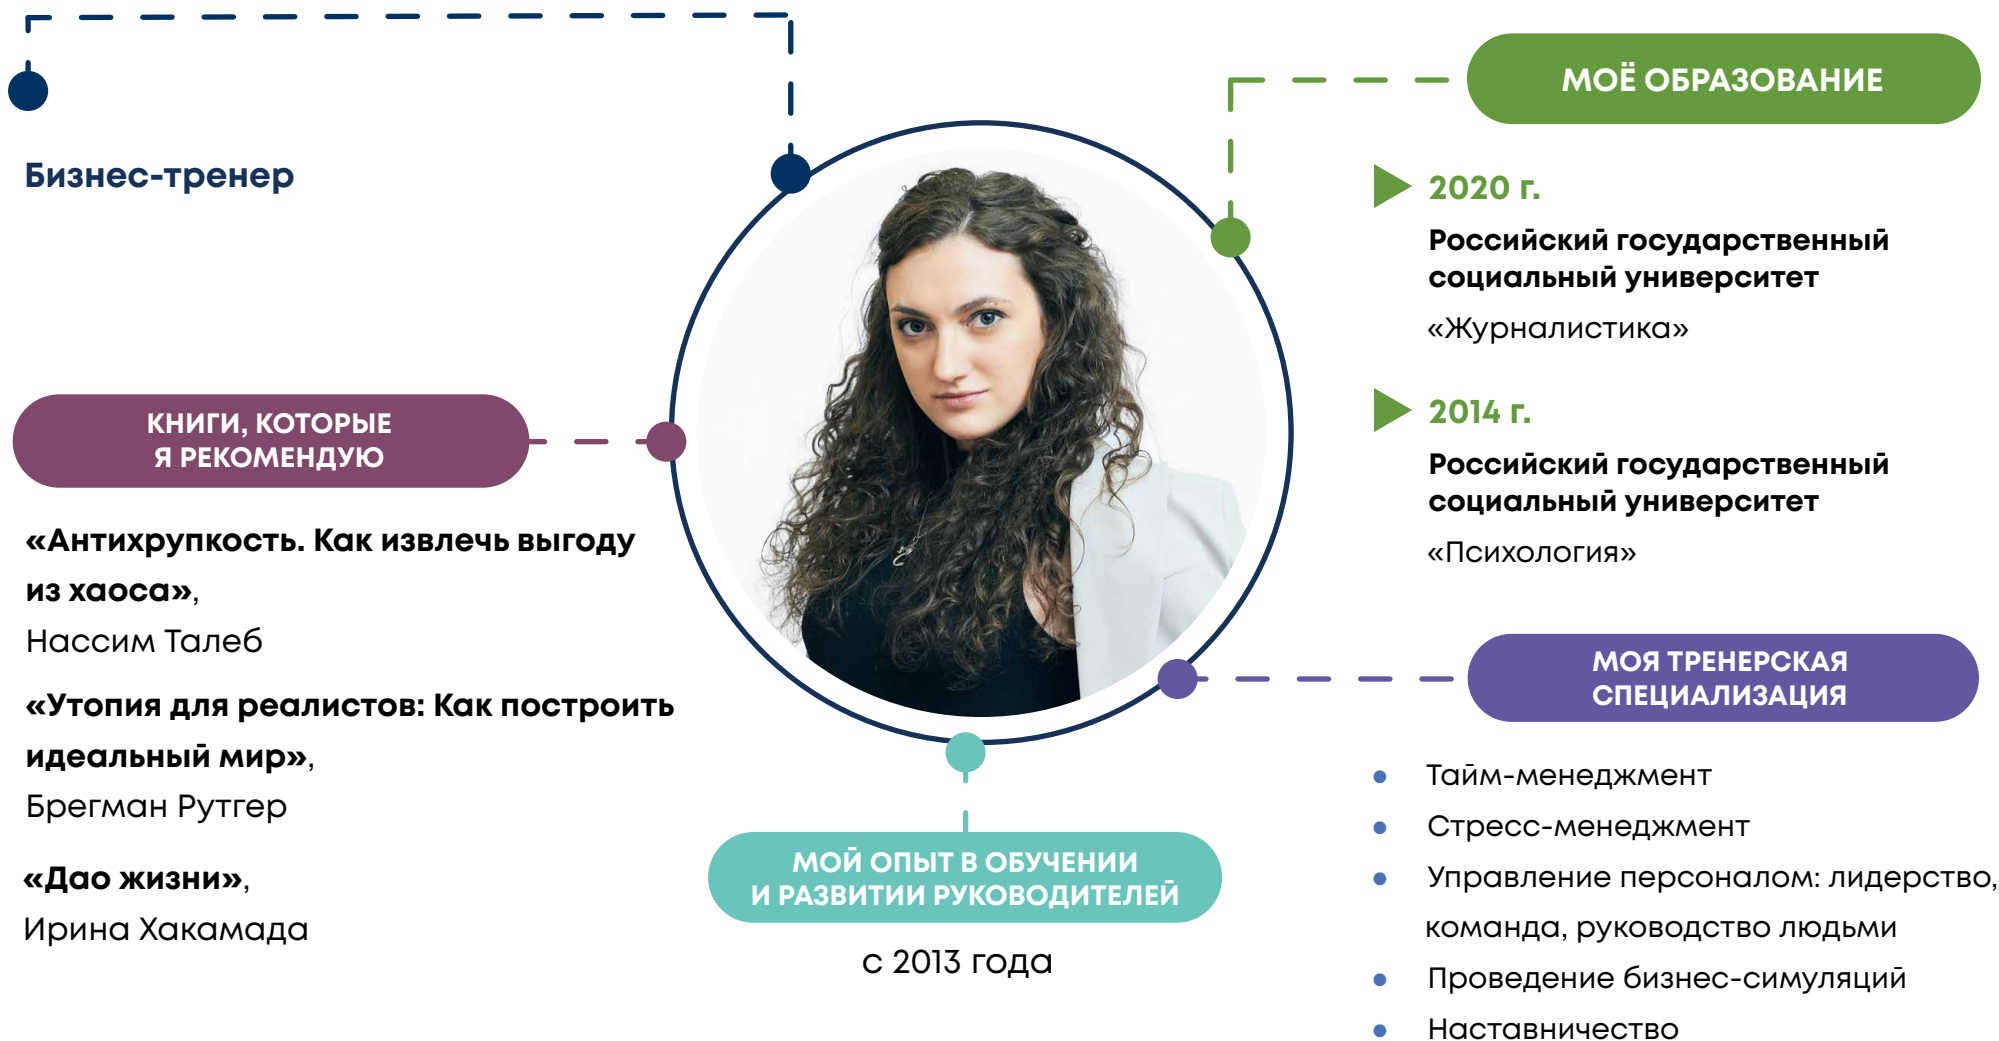 Бизнес-тренер
КНИГИ, КОТОРЫЕ
Я РЕКОМЕНДУЮ
«Антихрупкость. Как извлечь выгоду
из хаоса»,
Нассим Талеб
«Утопия для реалистов: Как построить
идеальный мир»,
Брегман Рутгер
«Дао жизни»,
Ирина Хакамада
МОЙ ОПЫТ В ОБУЧЕНИИ
И РАЗВИТИИ РУКОВОДИТЕЛЕЙ
с 2013 года
МОЁ ОБРАЗОВАНИЕ
2020 г.
Российский государственный
социальный университет
«Журналистика»
2014 г.
Российский государственный
социальный университет
«Психология»
МОЯ ТРЕНЕРСКАЯ
СПЕЦИАЛИЗАЦИЯ
• Тайм-менеджмент
• Стресс-менеджмент
• Управление персоналом: лидерство,
команда, руководство людьми
• Проведение бизнес-симуляций
• Наставничество